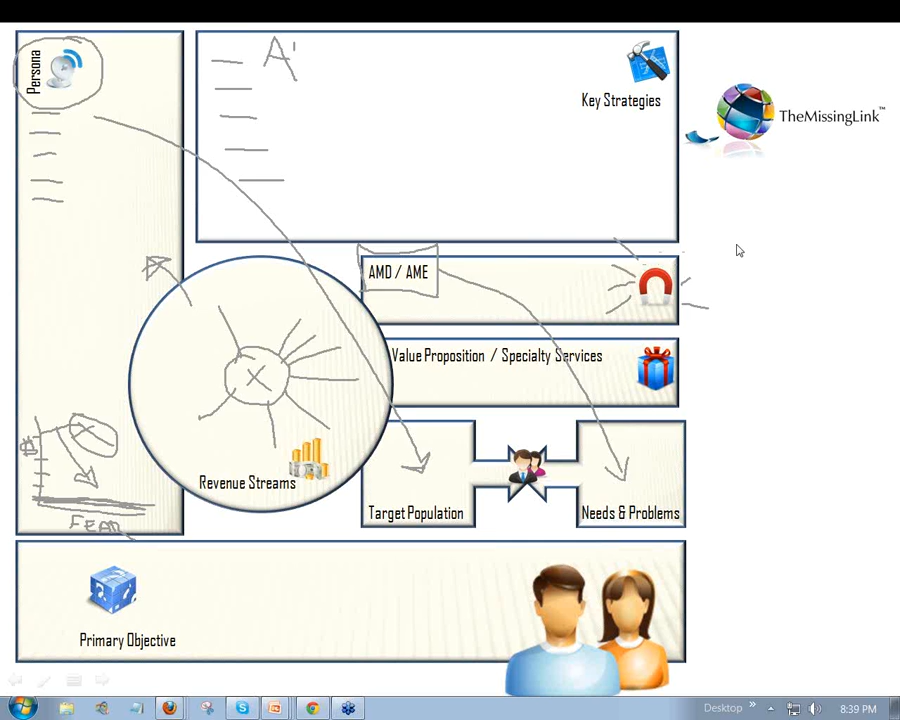 Persona
A'
Key Strategies
TheMissingLink™
AMD / AME
Value Proposition / Specialty Services
X
Revenue Streams
Target Population
Needs & Problems
$
FEAR
Primary Objective
Desktop »
8:39 PM